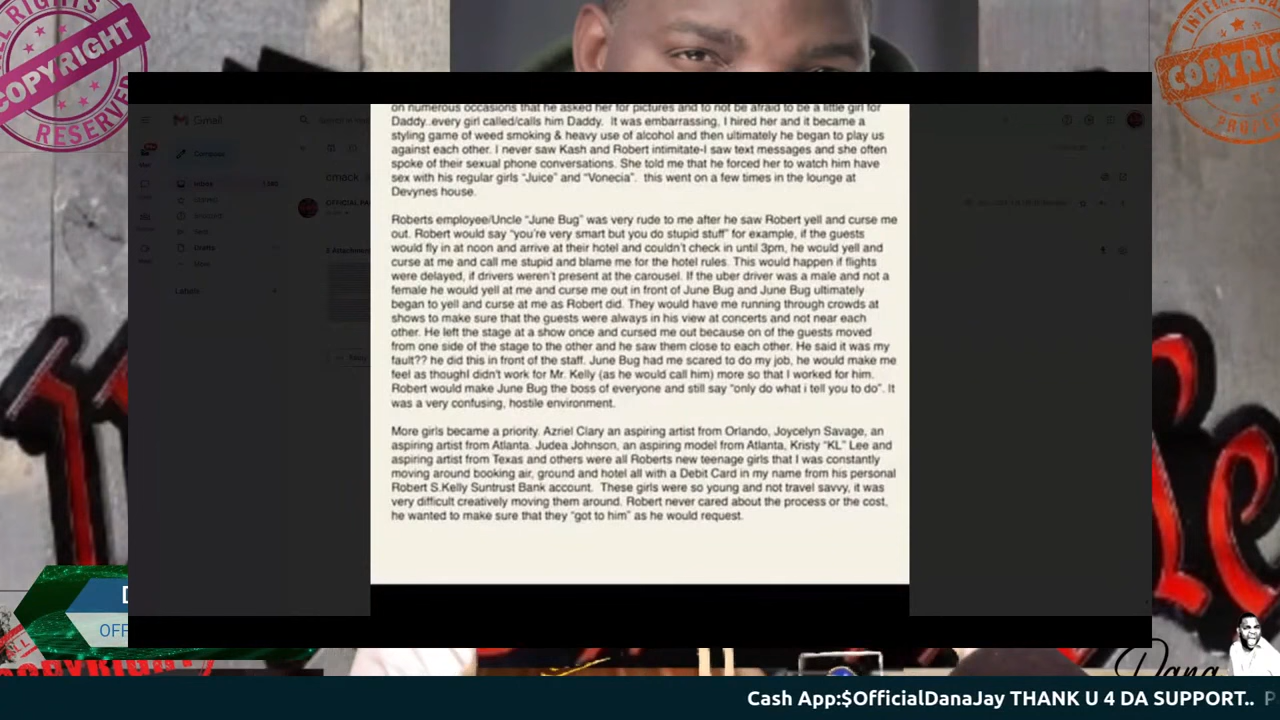 COPYRIGHT
RESERVED
INTELLECTUAL
COPYRIG
PROPER
Gmail
Compose
Inbox
Drafts
Labels
cmack
on numerous occasions that he asked her for pictures and to not be afraid to be a little girl for
Daddy..every girl called/calls him Daddy. It was embarrassing, I hired her and it became a
styling game of weed smoking & heavy use of alcohol and then ultimately he began to play us
against each other. I never saw Kash and Robert intimitate-I saw text messages and she often
spoke of their sexual phone conversations. She told me that he forced her to watch him have
sex with his regular girls "Juice" and "Vonecia". this went on a few times in the lounge at
Devynes house.
Roberts employee/Uncle "June Bug" was very rude to me after he saw Robert yell and curse me
out. Robert would say "you're very smart but you do stupid stuff" for example, if the guests
would fly in at noon and arrive at their hotel and couldn't check in until 3pm, he would yell and
curse at me and call me stupid and blame me for the hotel rules. This would happen if flights
were delayed, if drivers weren't present at the carousel. If the uber driver was a male and not a
female he would yell at me and curse me out in front of June Bug and June Bug ultimately
began to yell and curse at me as Robert did. They would have me running through crowds at
shows to make sure that the guests were always in his view at concerts and not near each
other. He left the stage at a show once and cursed me out because on of the guests moved
from one side of the stage to the other and he saw them close to each other. He said it was my
fault?? he did this in front of the staff. June Bug had me scared to do my job, he would make me
feel as thoughI didn't work for Mr. Kelly (as he would call him) more so that I worked for him.
Robert would make June Bug the boss of everyone and still say "only do what i tell you to do". It
was a very confusing, hostile environment.
More girls became a priority. Azriel Clary an aspiring artist from Orlando, Joycelyn Savage, an
aspiring artist from Atlanta. Judea Johnson, an aspiring model from Atlanta, Kristy "KL" Lee and
aspiring artist from Texas and others were all Roberts new teenage girls that I was constantly
moving around booking air, ground and hotel all with a Debit Card in my name from his personal
Robert S.Kelly Suntrust Bank account. These girls were so young and not travel savvy, it was
very difficult creatively moving them around. Robert never cared about the process or the cost,
he wanted to make sure that they "got to him" as he would request.
D
OFF
COPYRIGHT
Dana
Cash App:$OfficialDanaJay THANK U 4 DA SUPPORT.. P